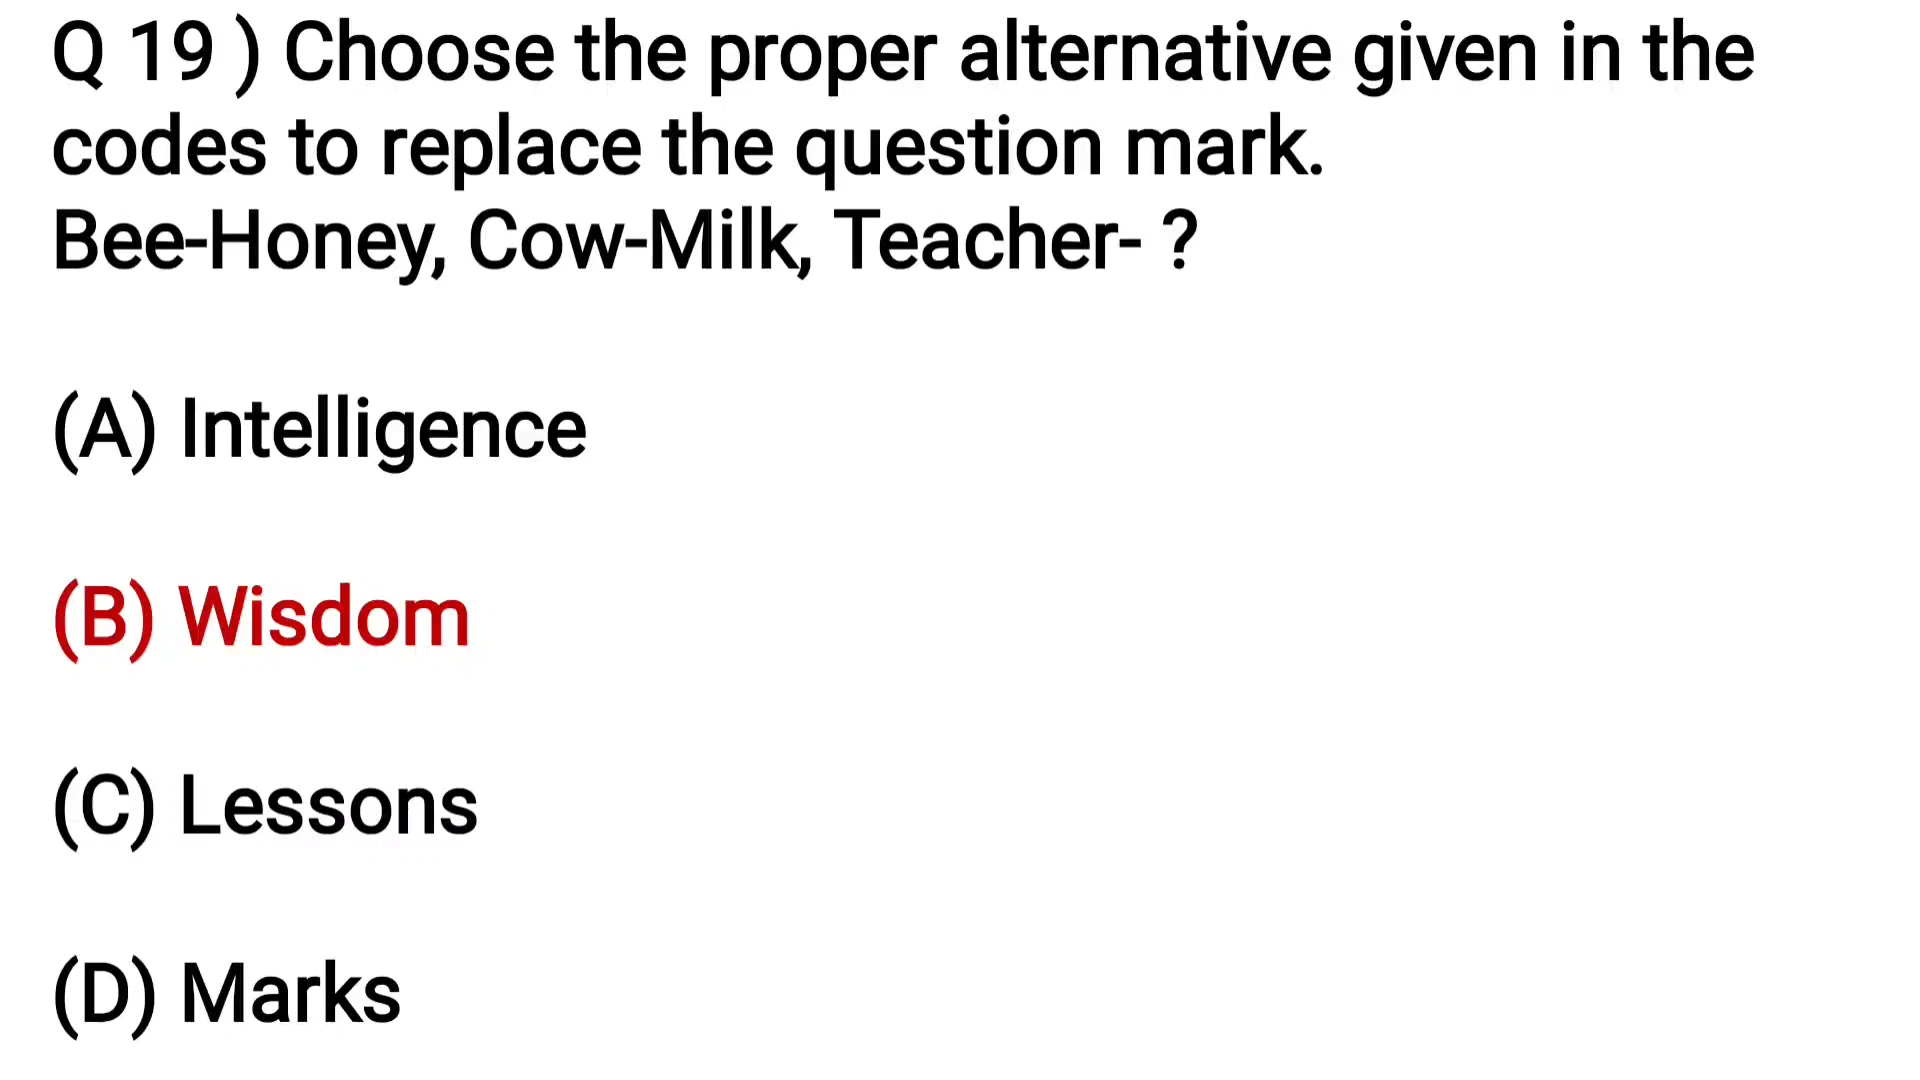 Q 19 ) Choose the proper alternative given in the
codes to replace the question mark.
Bee-Honey, Cow-Milk, Teacher- ?
(A) Intelligence
(B) Wisdom
(C) Lessons
(D) Marks